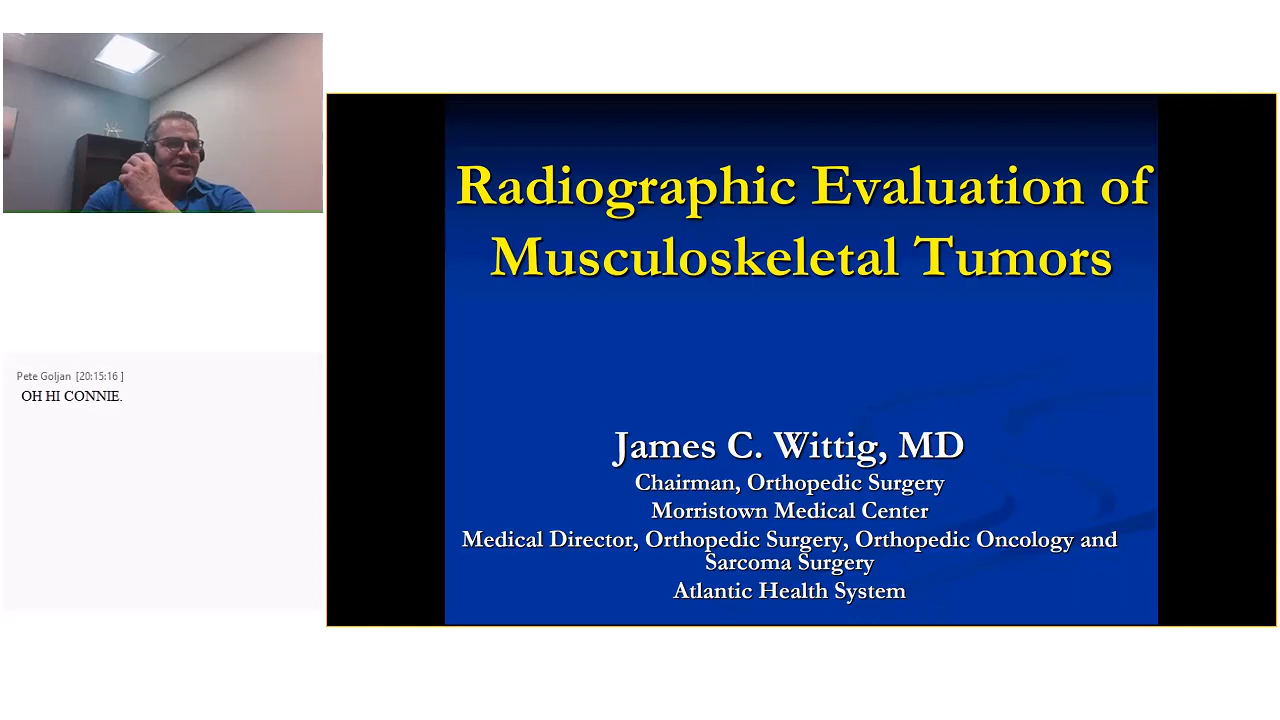 Pete Goljan [20:15:16 ]
OH HI CONNIE.
Radiographic Evaluation of
Musculoskeletal Tumors
James C. Wittig, MD
Chairman, Orthopedic Surgery
Morristown Medical Center
Medical Director, Orthopedic Surgery, Orthopedic Oncology and
Sarcoma Surgery
Atlantic Health System